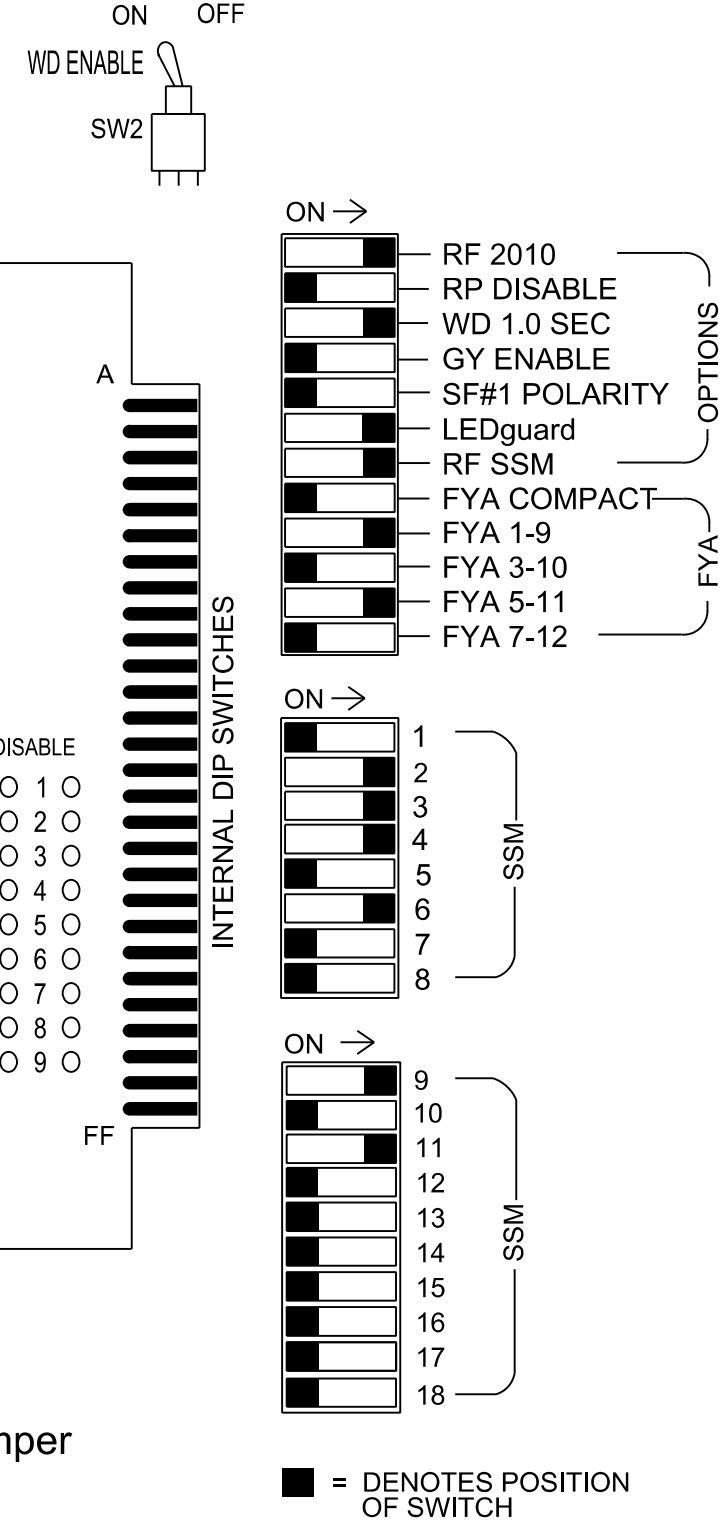 ON OFF
WD ENABLE
SW2
ON →
RF 2010
RP DISABLE
WD 1.0 SEC
GY ENABLE
SF#1 POLARITY
LEDguard
RF SSM
OPTIONS
FYA COMPACT
FYA 1-9
FYA 3-10
FYA 5-11
FYA 7-12
FYA
A
FF
INTERNAL DIP SWITCHES
1
2
3
4
5
6
7
8
9
ON →
1
2
3
4
5
6
7
8
SSM
ON →
9
10
11
12
13
14
15
16
17
18
SSM
= DENOTES POSITION
OF SWITCH